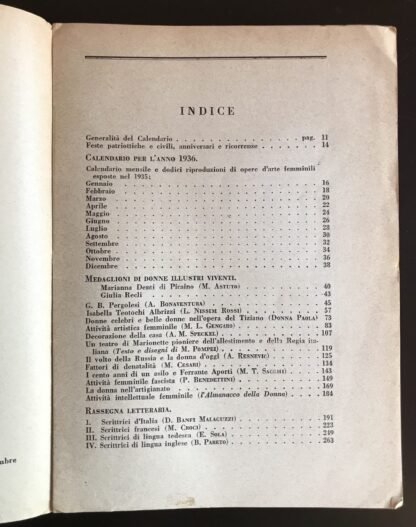 INDICE
Generalità del Calendario . . . pag. 11
Feste patriottiche e civili, anniversari e ricorrenze . . . 14
CALENDARIO PER L'ANNO 1936.
Calendario mensile e dodici riproduzioni di opere d'arte femminili
esposte nel 1935:
Gennaio . . . 16
Febbraio . . . 18
Marzo . . . 20
Aprile . . . 22
Maggio . . . 24
Giugno . . . 26
Luglio . . . 28
Agosto . . . 30
Settembre . . . 32
Ottobre . . . 34
Novembre . . . 36
Dicembre . . . 38
MEDAGLIONI DI DONNE ILLUSTRI VIVENTI.
Marianna Denti di Piraino (M. ASTUTO) . . . 40
Giulia Recli . . . 43
G. B. Pergolesi (A. BONAVENTURA) . . . 45
Isabella Teotochi Albrizzi (L. NISSEM ROSSI) . . . 57
Donne celebri e belle donne nell'opera del Tiziano (DONNA PAOLA) 73
Attività artistica femminile (M. L. GENGARO) . . . 83
Decorazione della casa (A. M. SPECKEL) . . . 107
Un teatro di Marionette pioniere dell'allestimento e della Regia ita-
liana (Testo e disegni di M. POMPEI) . . . 119
Il volto della Russia e la donna d'oggi (A. RESNEVIC) . . . 125
Fattori di denatalità (M. CESARI) . . . 134
I cento anni di un asilo e Ferrante Aporti (M. T. SAGLIMI) . . . 143
Attività femminile fascista (P. BENEDETTINI) . . . 149
La donna nell'artigianato . . . 169
Attività intellettuale femminile (l'Almanacco della Donna) . . . 184
RASSEGNA LETTERARIA.
I. Scrittrici d'Italia (D. BANFI MALAGUZZI) . . . 191
II. Scrittrici francesi (M. CROCI) . . . 223
III. Scrittrici di lingua tedesca (E. SOLA) . . . 249
IV. Scrittrici di lingua inglese (B. PARETO) . . . 263
mbre